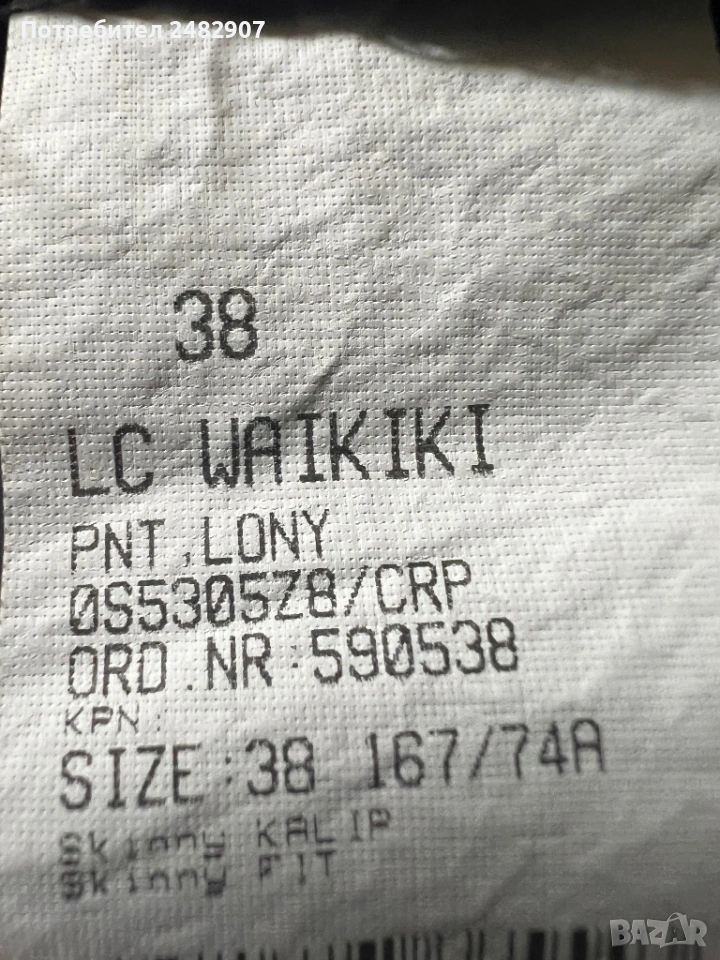 Потребител 2482907
38
LC WAIKIKI
PNT,LONY
0S5305Z8/CRP
ORD.NR:590538
KPN:
SIZE:38 167/74A
Skinny KALIP
Skinny FIT
BAZAR